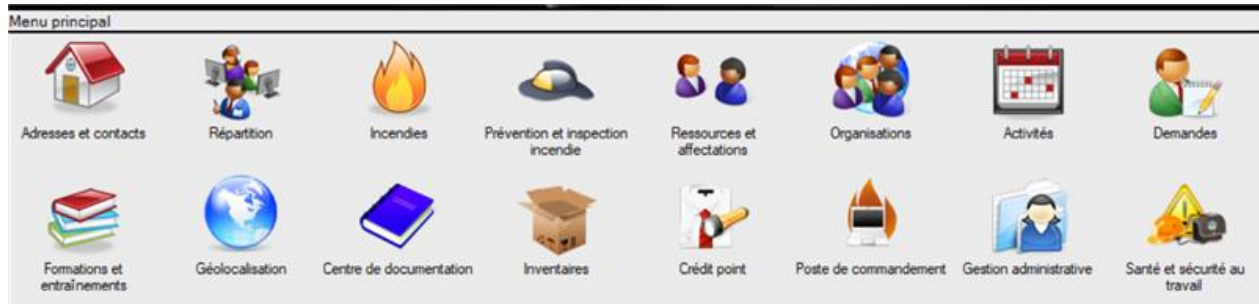 Menu principal
Adresses et contacts
Répartition
Incendies
Prévention et inspection
incendie
Ressources et
affectations
Organisations
Activités
Demandes
Formations et
entraînements
Géolocalisation
Centre de documentation
Inventaires
Crédit point
Poste de commandement
Gestion administrative
Santé et sécurité au
travail